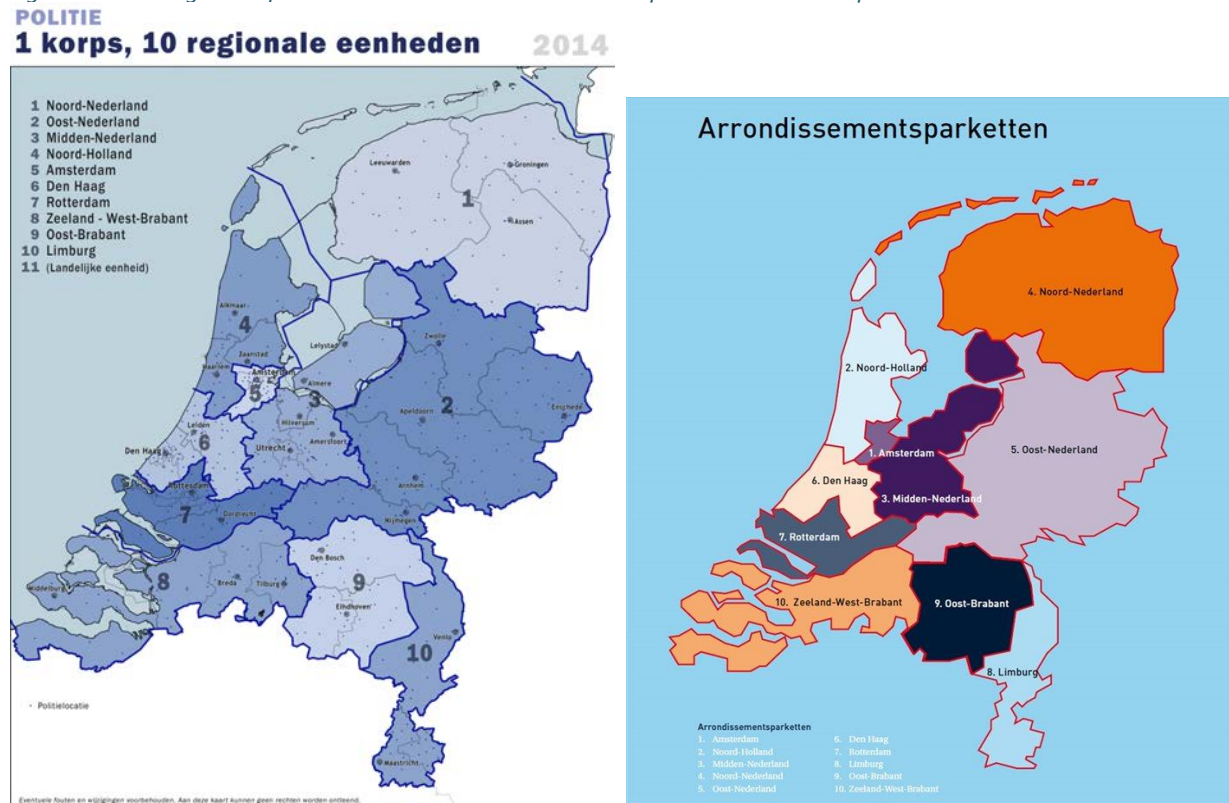 POLITIE
1 korps, 10 regionale eenheden 2014
1 Noord-Nederland
2 Oost-Nederland
3 Midden-Nederland
4 Noord-Holland
5 Amsterdam
6 Den Haag
7 Rotterdam
8 Zeeland - West-Brabant
9 Oost-Brabant
10 Limburg
11 (Landelijke eenheid)
Leeuwarden
Groningen
1
Assen
Alkmaar
4
Zwolle
Lelystad
Zaanstad
Haarlem
Amsterdam
5
Almere
3
2
Enschede
Apeldoorn
Hilversum
Leiden
6
Amersfoort
Den Haag
Utrecht
Arnhem
Rotterdam
7
Dordrecht
Nijmegen
Den Bosch
8
Breda
Tilburg
9
Middelburg
Eindhoven
Venlo
10
Maastricht
· Politielocatie
Eventuele fouten en wijzigingen voorbehouden. Aan deze kaart kunnen geen rechten worden ontleend.
Arrondissementsparketten
4. Noord-Nederland
2. Noord-Holland
5. Oost-Nederland
1. Amsterdam
6. Den Haag
3. Midden-Nederland
7. Rotterdam
10. Zeeland-West-Brabant
9. Oost-Brabant
8. Limburg
Arrondissementsparketten
1. Amsterdam
2. Noord-Holland
3. Midden-Nederland
4. Noord-Nederland
5. Oost-Nederland
6. Den Haag
7. Rotterdam
8. Limburg
9. Oost-Brabant
10. Zeeland-West-Brabant